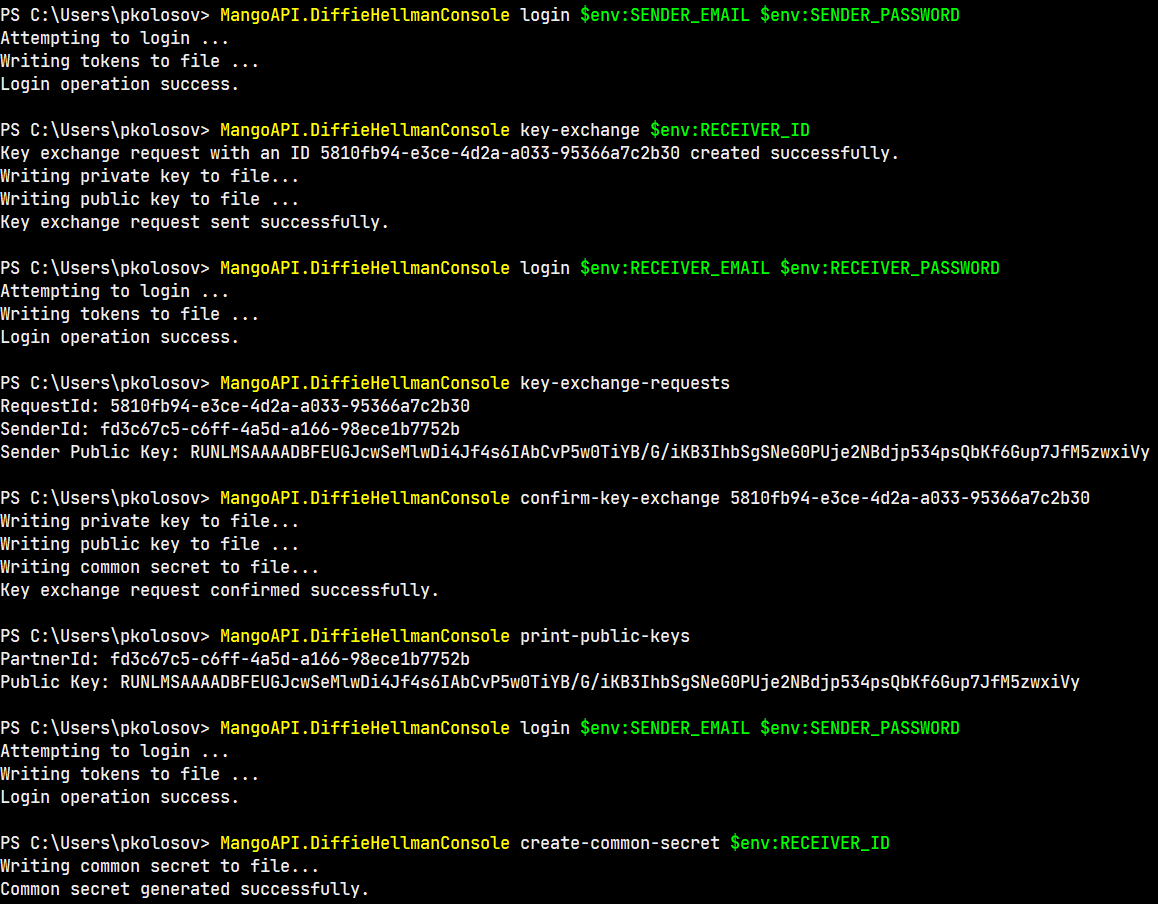 PS C:\Users\pkolosov> MangoAPI.DiffieHellmanConsole login $env:SENDER_EMAIL $env:SENDER_PASSWORD
Attempting to login ...
Writing tokens to file ...
Login operation success.
PS C:\Users\pkolosov> MangoAPI.DiffieHellmanConsole key-exchange $env:RECEIVER_ID
Key exchange request with an ID 5810fb94-e3ce-4d2a-a033-95366a7c2b30 created successfully.
Writing private key to file...
Writing public key to file ...
Key exchange request sent successfully.
PS C:\Users\pkolosov> MangoAPI.DiffieHellmanConsole login $env:RECEIVER_EMAIL $env:RECEIVER_PASSWORD
Attempting to login ...
Writing tokens to file ...
Login operation success.
PS C:\Users\pkolosov> MangoAPI.DiffieHellmanConsole key-exchange-requests
RequestId: 5810fb94-e3ce-4d2a-a033-95366a7c2b30
SenderId: fd3c67c5-c6ff-4a5d-a166-98ece1b7752b
Sender Public Key: RUNLMSAAAADBFEUGJcwSeMlwDi4Jf4s6IAbCvP5w0TiYB/G/iKB3IhbSgSNeG0PUje2NBdjp534psQbKf6Gup7JfM5zwxiVy
PS C:\Users\pkolosov> MangoAPI.DiffieHellmanConsole confirm-key-exchange 5810fb94-e3ce-4d2a-a033-95366a7c2b30
Writing private key to file...
Writing public key to file ...
Writing common secret to file...
Key exchange request confirmed successfully.
PS C:\Users\pkolosov> MangoAPI.DiffieHellmanConsole print-public-keys
PartnerId: fd3c67c5-c6ff-4a5d-a166-98ece1b7752b
Public Key: RUNLMSAAAADBFEUGJcwSeMlwDi4Jf4s6IAbCvP5w0TiYB/G/iKB3IhbSgSNeG0PUje2NBdjp534psQbKf6Gup7JfM5zwxiVy
PS C:\Users\pkolosov> MangoAPI.DiffieHellmanConsole login $env:SENDER_EMAIL $env:SENDER_PASSWORD
Attempting to login ...
Writing tokens to file ...
Login operation success.
PS C:\Users\pkolosov> MangoAPI.DiffieHellmanConsole create-common-secret $env:RECEIVER_ID
Writing common secret to file...
Common secret generated successfully.